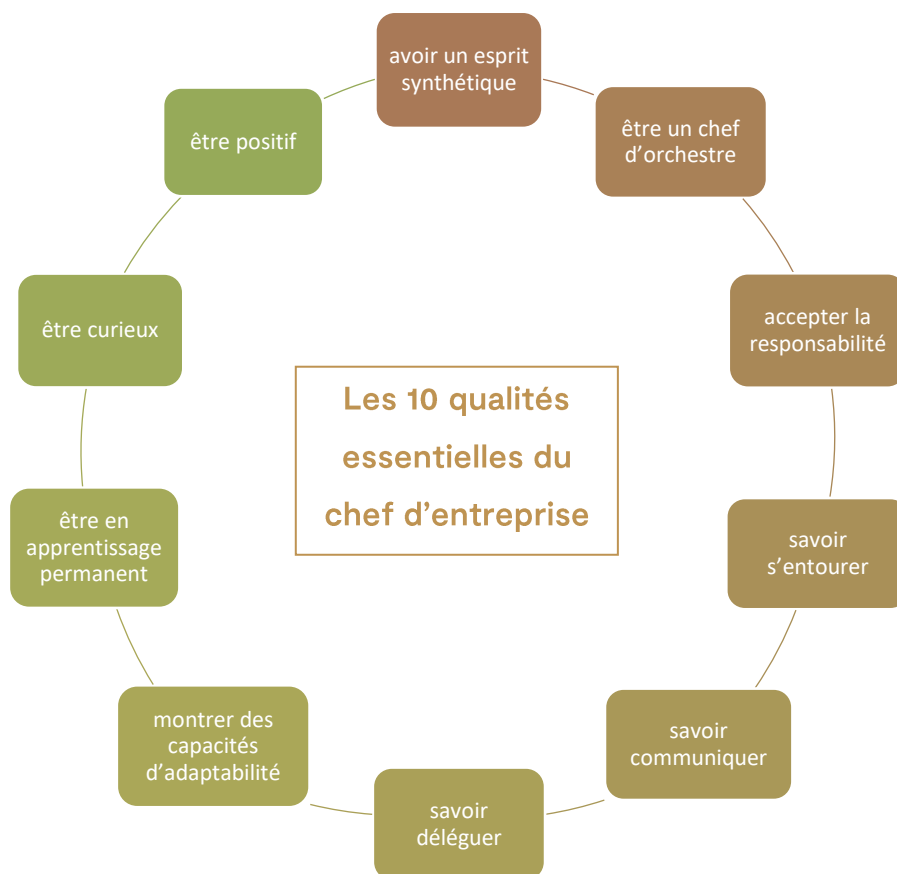 avoir un esprit
synthétique
être un chef
d’orchestre
accepter la
responsabilité
savoir
s’entourer
savoir
communiquer
savoir
déléguer
montrer des
capacités
d’adaptabilité
être en
apprentissage
permanent
être curieux
être positif
Les 10 qualités
essentielles du
chef d’entreprise